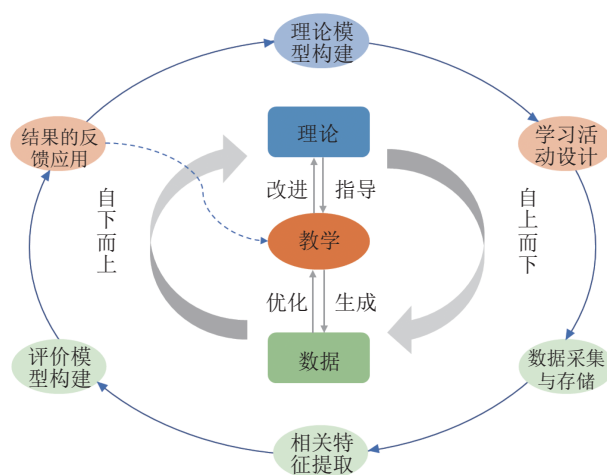 理论模
型构建
结果的反
馈应用
学习活
动设计
理论
改进
指导
自下而上
自上而下
教学
优化
生成
数据
评价模
型构建
数据采集
与存储
相关特
征提取